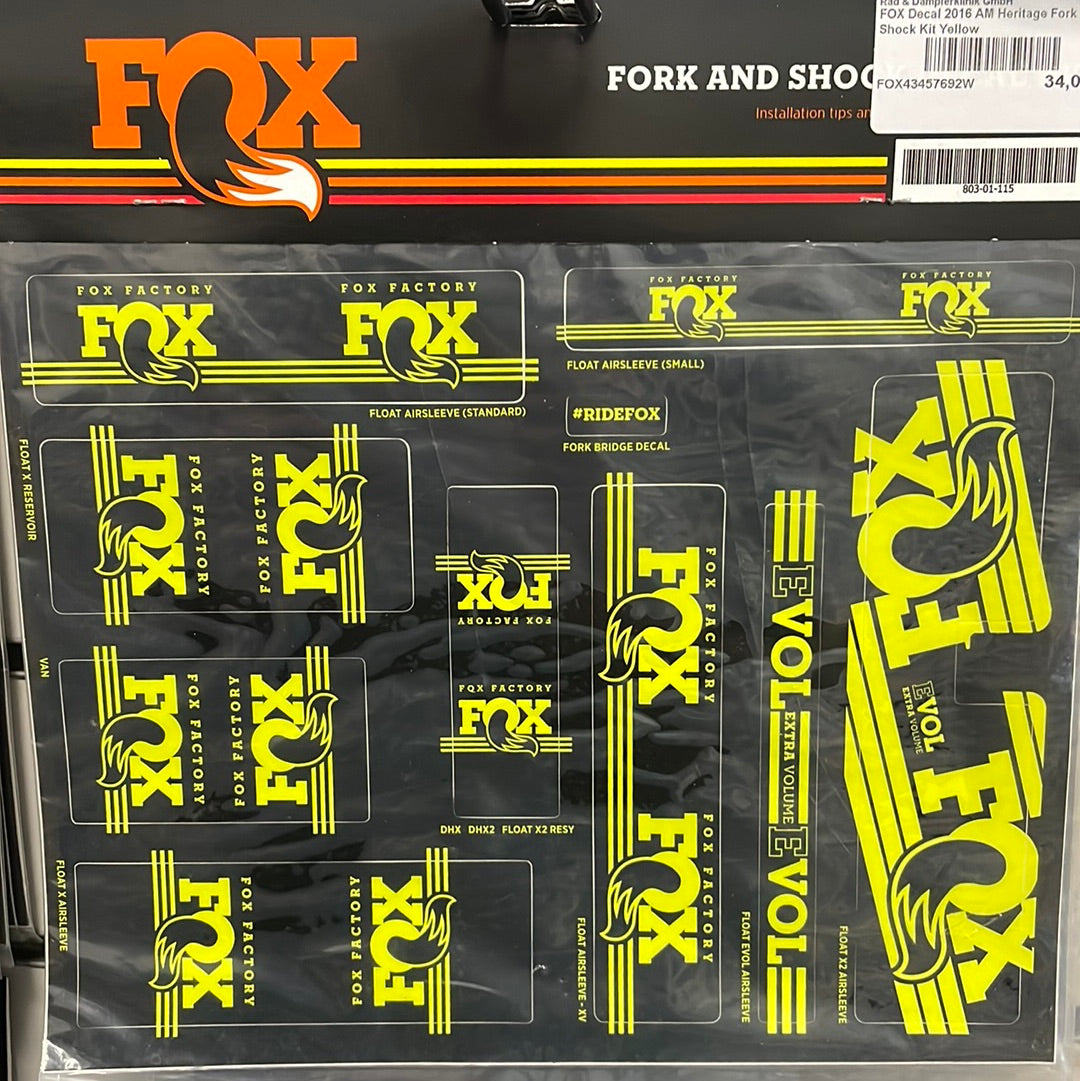 FOX
FORK AND SHOCK
Installation tips
Rad & Dämpferklinik GmbH
FOX Decal 2016 AM Heritage Fork
Shock Kit Yellow
FOX43457692W 34,0
803-01-115
FOX FACTORY
FOX
FOX FACTORY
FOX
FLOAT AIRSLEEVE (STANDARD)
FOX FACTORY
FOX
FOX FACTORY
FOX
FLOAT AIRSLEEVE (SMALL)
#RIDEFOX
FORK BRIDGE DECAL
FLOAT X RESERVOIR
FOX
FOX FACTORY
FOX FACTORY
FOX
VAN
FOX
FOX FACTORY
FOX FACTORY
FOX
FLOAT X AIRSLEEVE
FOX
FOX FACTORY
FOX FACTORY
FOX
FOX
FOX FACTORY
FOX FACTORY
FOX
DHX DHX2 FLOAT X2 RESY
FOX
FOX FACTORY
FOX
FOX FACTORY
FLOAT AIRSLEEVE - XV
EVOL
EXTRA VOLUME
EVOL
FLOAT EVOL AIRSLEEVE
FOX
EVOL
EXTRA VOLUME
FOX
FLOAT X2 AIRSLEEVE